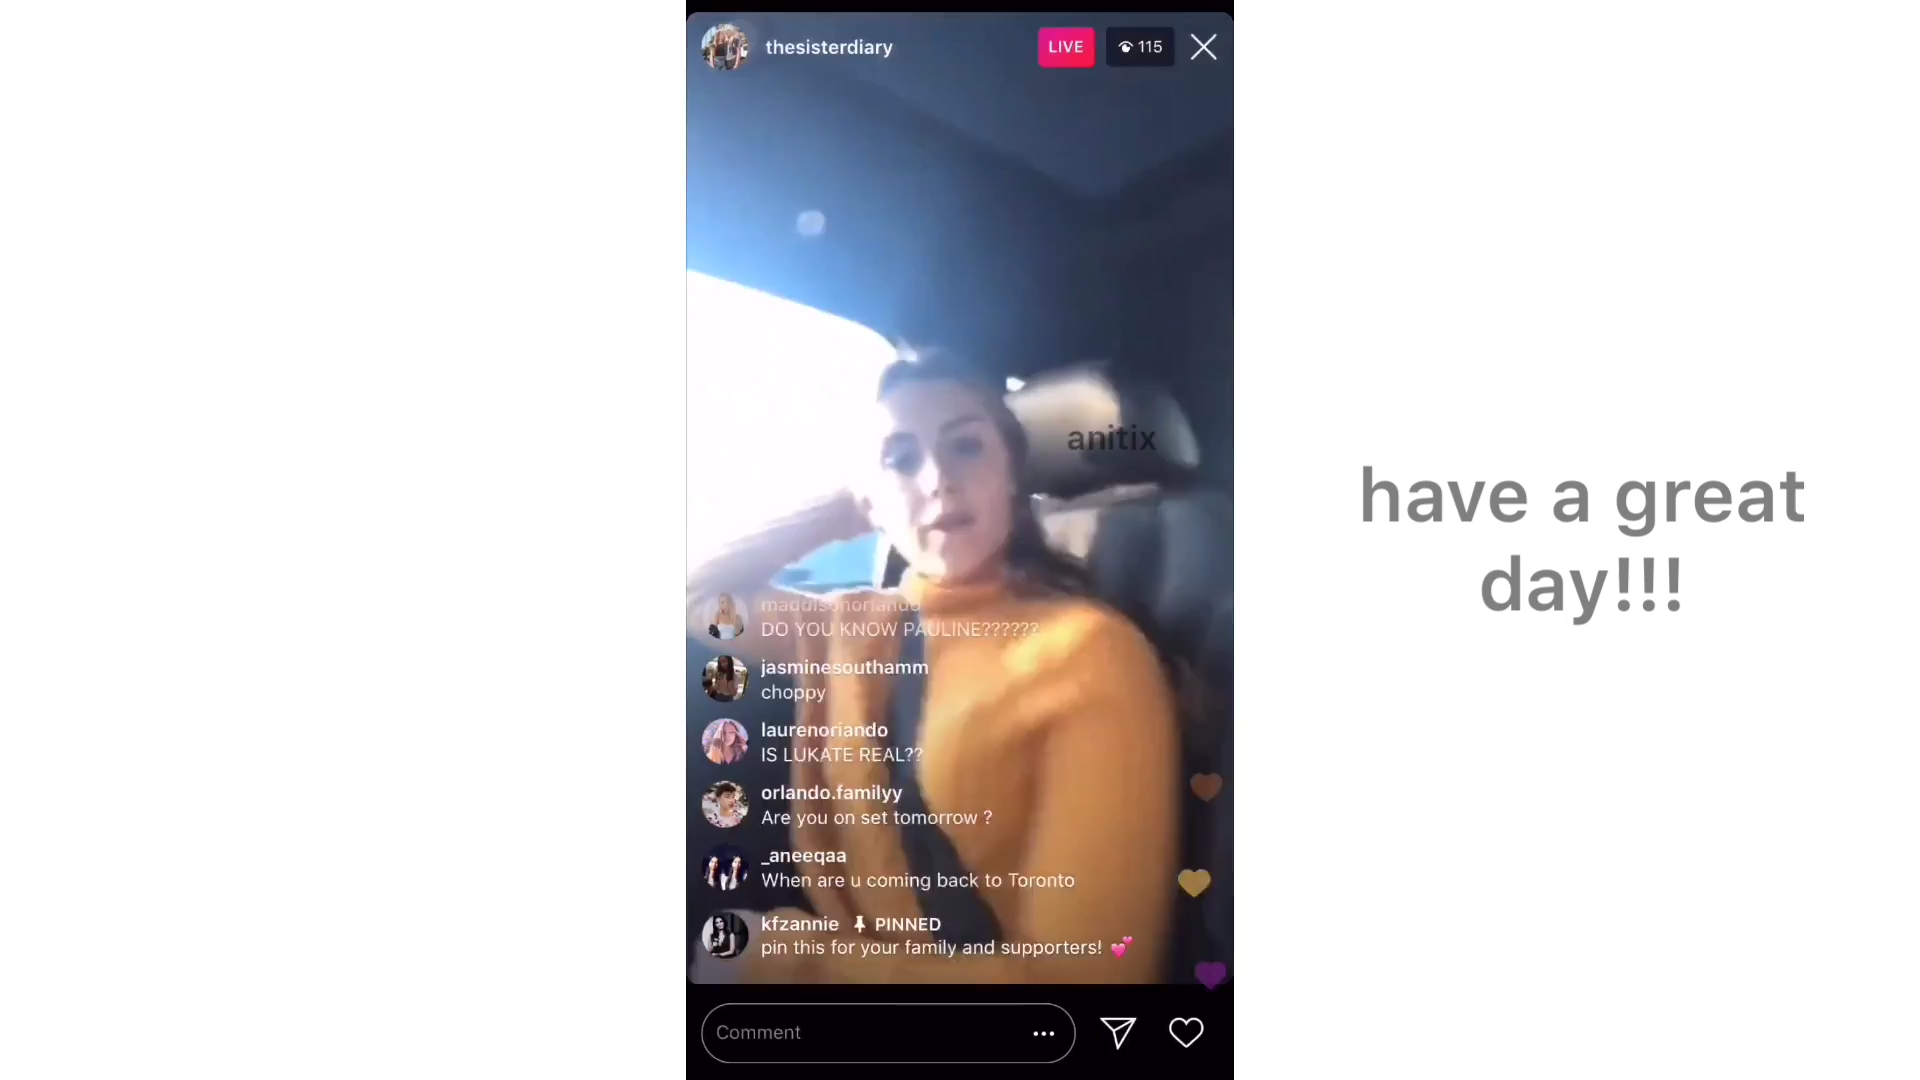 thesisterdiary
LIVE
115
anitix
maddisonoriando
DO YOU KNOW PAULINE??????
jasminesouthamm
choppy
laurenoriando
IS LUKATE REAL??
orlando.familyy
Are you on set tomorrow ?
_aneeqaa
When are u coming back to Toronto
kfzannie PINNED
pin this for your family and supporters! 💕
Comment
have a great
day!!!